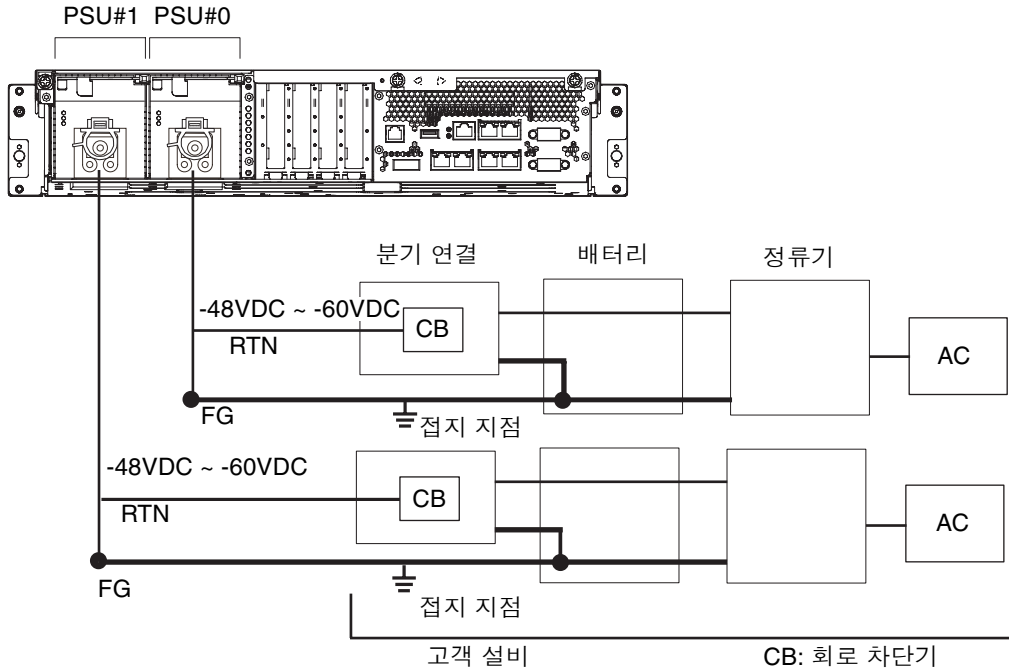 PSU#1 PSU#0
분기 연결
배터리
정류기
-48VDC ~ -60VDC
RTN
CB
AC
FG
접지 지점
-48VDC ~ -60VDC
RTN
CB
AC
FG
접지 지점
고객 설비
CB: 회로 차단기